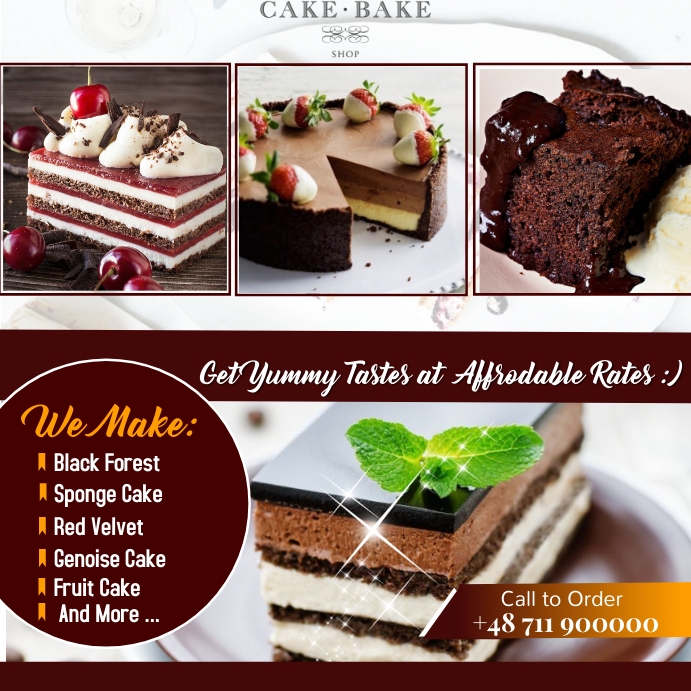 CAKE·BAKE
SHOP
Get Yummy Tastes at Affrodable Rates :)
We Make:
Black Forest
Sponge Cake
Red Velvet
Genoise Cake
Fruit Cake
And More ...
Call to Order
+48 711 900000